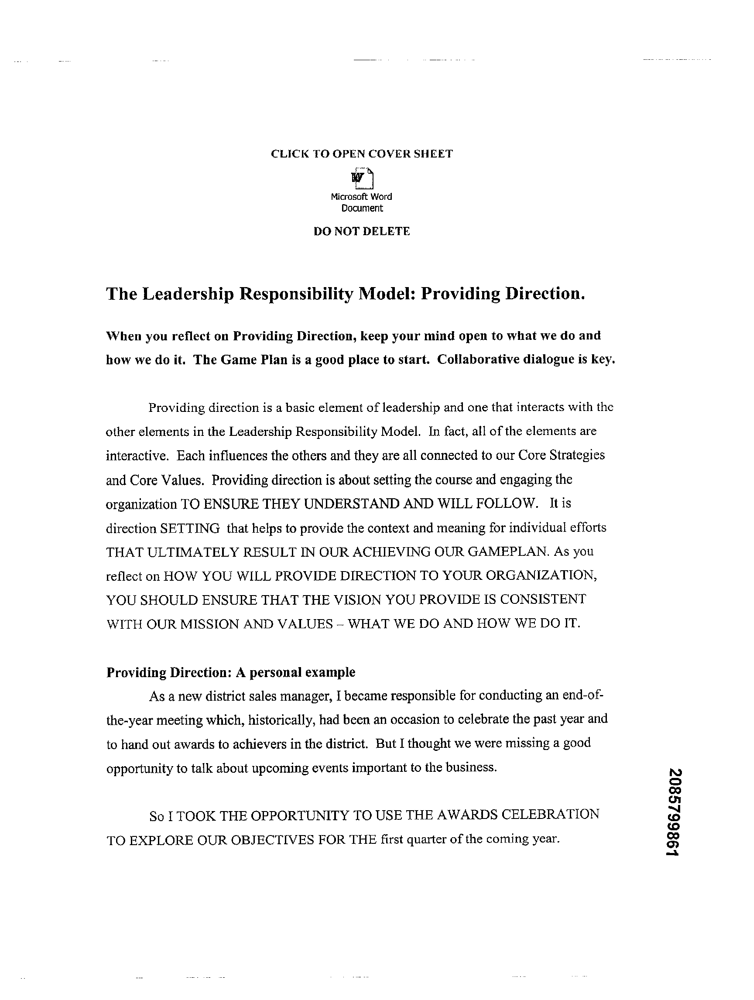 CLICK TO OPEN COVER SHEET
W
Microsoft Word
Document
DO NOT DELETE
The Leadership Responsibility Model: Providing Direction.
When you reflect on Providing Direction, keep your mind open to what we do and
how we do it. The Game Plan is a good place to start. Collaborative dialogue is key.
Providing direction is a basic element of leadership and one that interacts with the
other elements in the Leadership Responsibility Model. In fact, all of the elements are
interactive. Each influences the others and they are all connected to our Core Strategies
and Core Values. Providing direction is about setting the course and engaging the
organization TO ENSURE THEY UNDERSTAND AND WILL FOLLOW. It is
direction SETTING that helps to provide the context and meaning for individual efforts
THAT ULTIMATELY RESULT IN OUR ACHIEVING OUR GAMEPLAN. As you
reflect on HOW YOU WILL PROVIDE DIRECTION TO YOUR ORGANIZATION,
YOU SHOULD ENSURE THAT THE VISION YOU PROVIDE IS CONSISTENT
WITH OUR MISSION AND VALUES – WHAT WE DO AND HOW WE DO IT.
Providing Direction: A personal example
As a new district sales manager, I became responsible for conducting an end-of-
the-year meeting which, historically, had been an occasion to celebrate the past year and
to hand out awards to achievers in the district. But I thought we were missing a good
opportunity to talk about upcoming events important to the business.
So I TOOK THE OPPORTUNITY TO USE THE AWARDS CELEBRATION
TO EXPLORE OUR OBJECTIVES FOR THE first quarter of the coming year.
2085799861